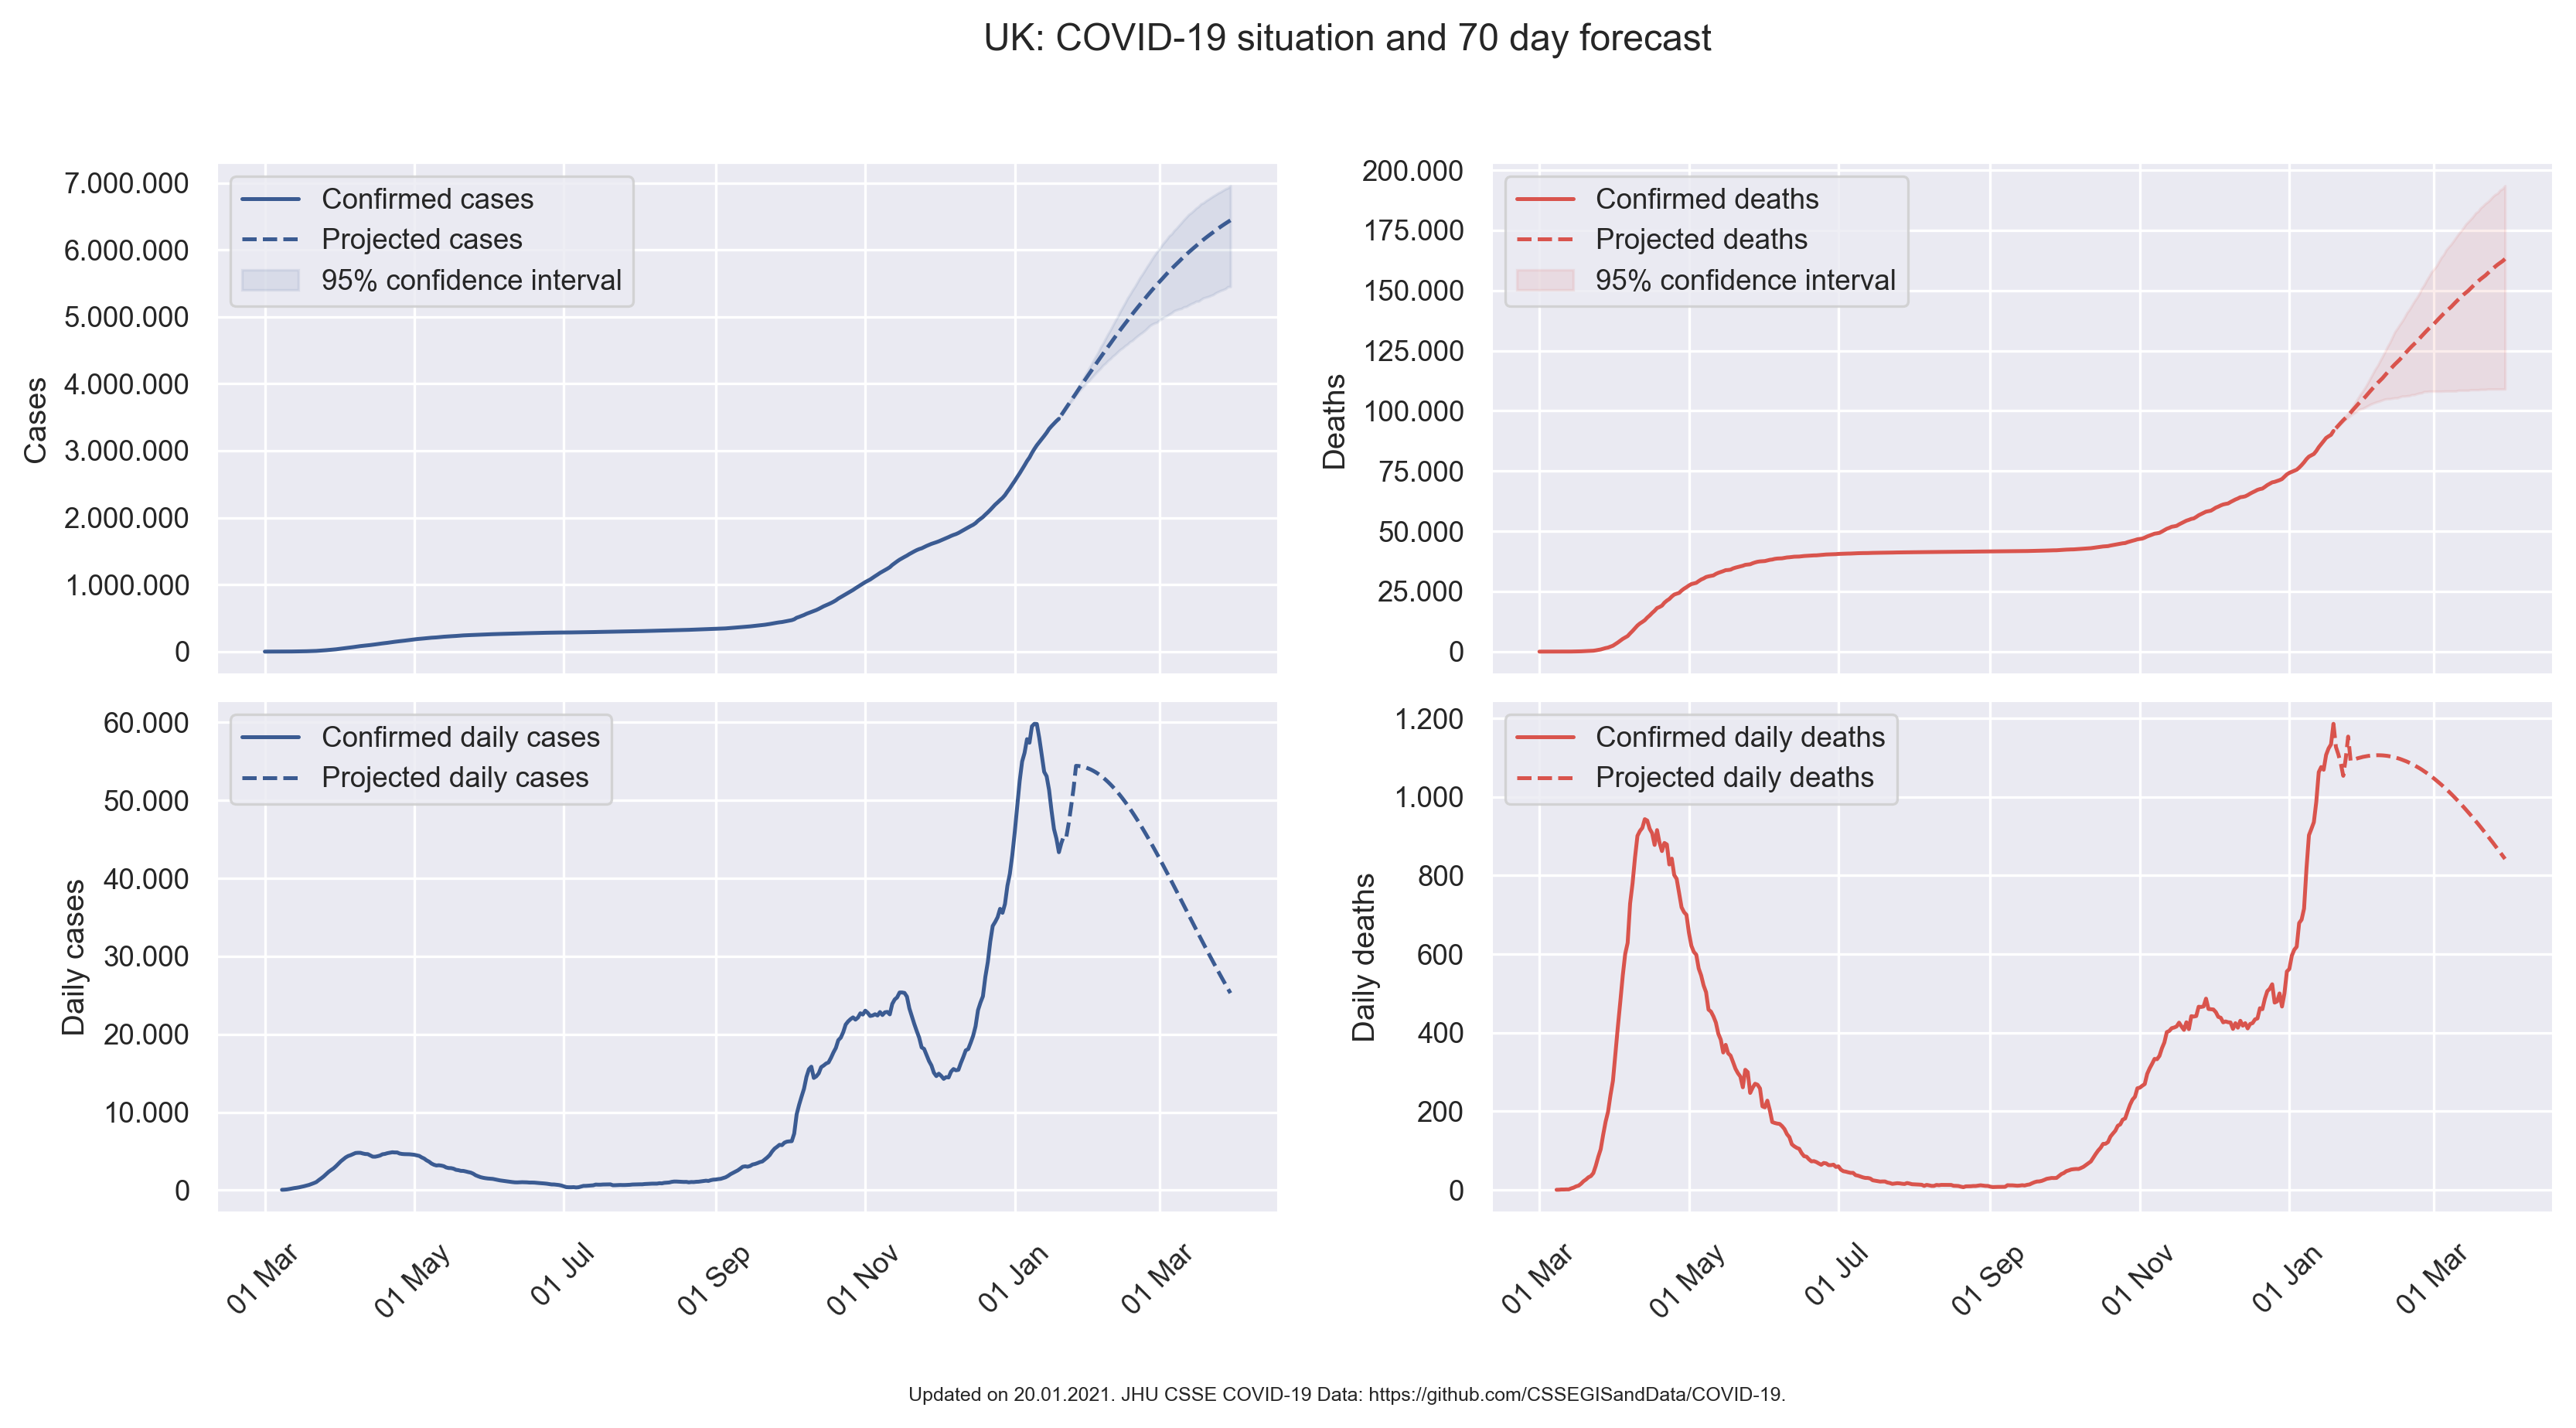 UK: COVID-19 situation and 70 day forecast
Cases
7.000.000
6.000.000
5.000.000
4.000.000
3.000.000
2.000.000
1.000.000
0
Confirmed cases
Projected cases
95% confidence interval
Deaths
200.000
175.000
150.000
125.000
100.000
75.000
50.000
25.000
0
Confirmed deaths
Projected deaths
95% confidence interval
Daily cases
60.000
50.000
40.000
30.000
20.000
10.000
0
Confirmed daily cases
Projected daily cases
01 Mar
01 May
01 Jul
01 Sep
01 Nov
01 Jan
01 Mar
Daily deaths
1.200
1.000
800
600
400
200
0
Confirmed daily deaths
Projected daily deaths
01 Mar
01 May
01 Jul
01 Sep
01 Nov
01 Jan
01 Mar
Updated on 20.01.2021. JHU CSSE COVID-19 Data: https://github.com/CSSEGISandData/COVID-19.